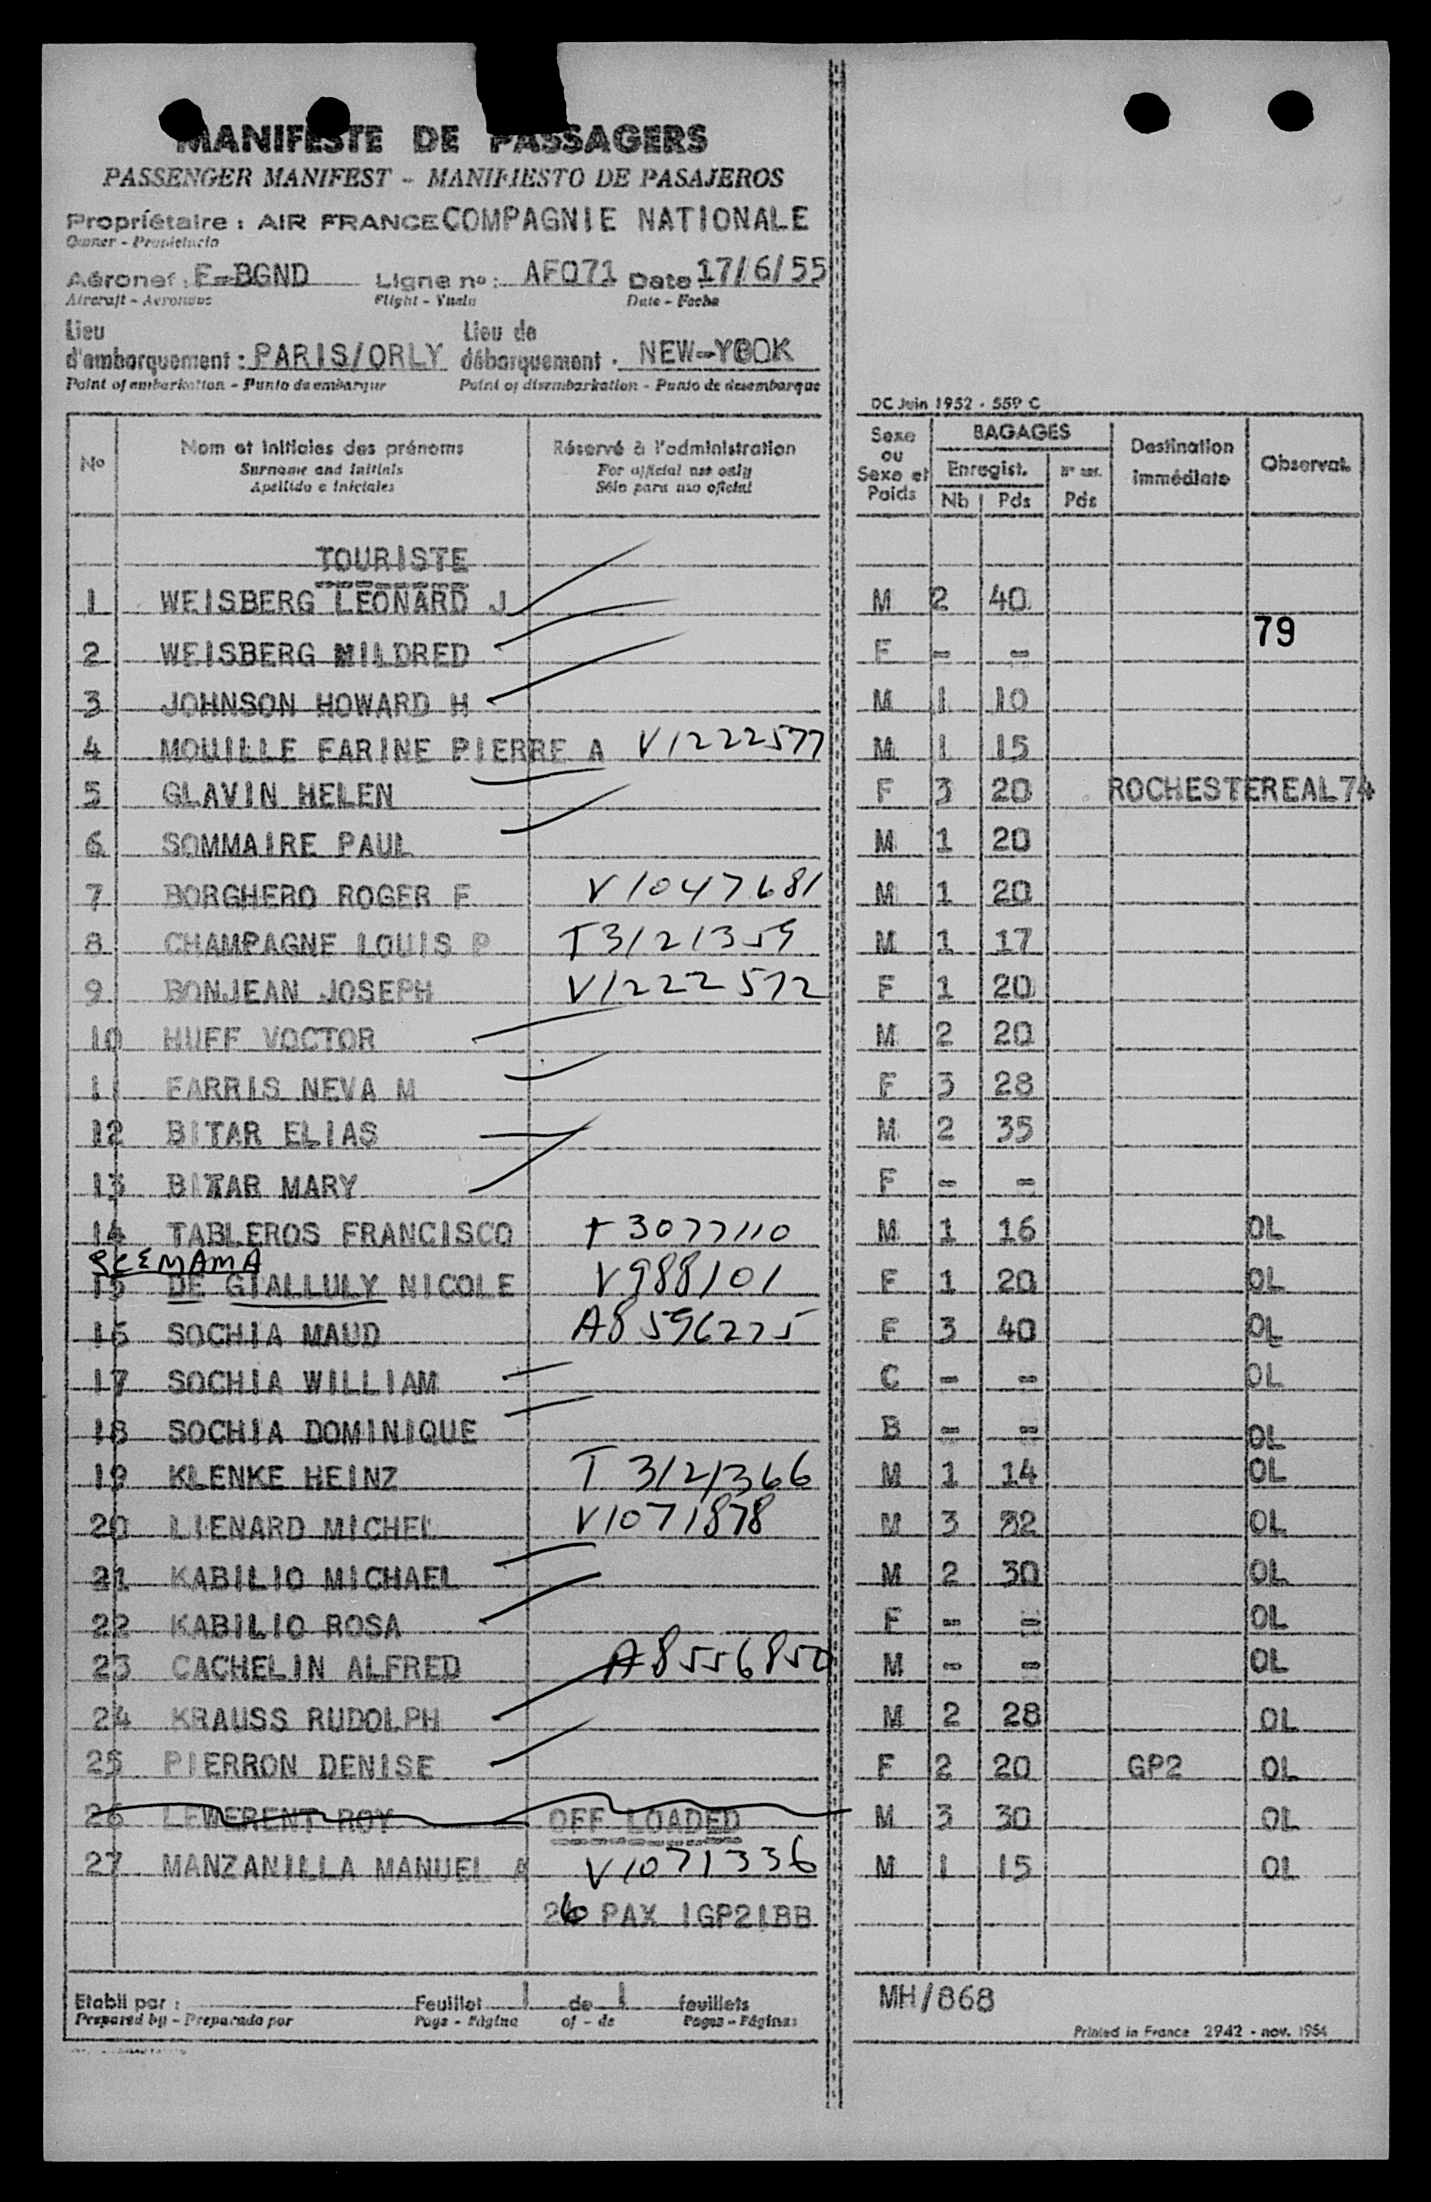 MANIFESTE DE PASSAGERS
PASSENGER MANIFEST - MANIFIESTO DE PASAJEROS
Propriétaire : AIR FRANCE COMPAGNIE NATIONALE
Owner - Propietario
Aéronef : F-BGND Ligne no : AF071 Date : 17/6/55
Aircraft - Aeronave Flight - Vuelo Date - Fecha
Lieu d'embarquement : PARIS/ORLY Lieu de débarquement : NEW-YOOK
Point of embarkation - Punto de embarque Point of disembarkation - Punto de desembarque
DC Juin 1952 - 559 C
No Nom et initiales des prénoms Réservé à l'administration Sexe ou Sexe et Poids BAGAGES Destination immédiate Observat.
Surname and initials For official use only Enregist.
Apellido e iniciales Sólo para uso oficial Nb Pds Pds
TOURISTE
1 WEISBERG LEONARD J M 2 40
79
2 WEISBERG MILDRED F - -
3 JOHNSON HOWARD H M 1 10
4 MOUILLE FARINE PIERRE A V1222577 M 1 15
5 GLAVIN HELEN F 3 20 ROCHESTEREAL74
6 SOMMAIRE PAUL M 1 20
7 BORGHERO ROGER F V1047681 M 1 20
8 CHAMPAGNE LOUIS P T3121359 M 1 17
9 BONJEAN JOSEPH V1222572 F 1 20
10 HUFF VOCTOR M 2 20
11 FARRIS NEVA M F 3 28
12 BITAR ELIAS M 2 35
13 BITAR MARY F - -
14 TABLEROS FRANCISCO T3077110 M 1 16 OL
SCEMAMA
15 DE GIALLULY NICOLE V988101 F 1 20 OL
16 SOCHIA MAUD A8596275 F 3 40 OL
17 SOCHIA WILLIAM C - - OL
18 SOCHIA DOMINIQUE B - - OL
19 KLENKE HEINZ T3121366 M 1 14 OL
20 LIENARD MICHEL V1071878 M 3 32 OL
21 KABILIO MICHAEL M 2 30 OL
22 KABILIO ROSA F - - OL
23 CACHELIN ALFRED A8556850 M - - OL
24 KRAUSS RUDOLPH M 2 28 OL
25 PIERRON DENISE F 2 20 GP2 OL
26 LEWERENT ROY OFF LOADED M 3 30 OL
27 MANZANILLA MANUEL A V1071336 M 1 15 OL
26 PAX 1GP21BB
Etabli par : Feuillet 1 de 1 feuillets MH/868
Prepared by - Preparado por Page - Página of - de Pages - Páginas
Printed in France 2942 - nov. 1954